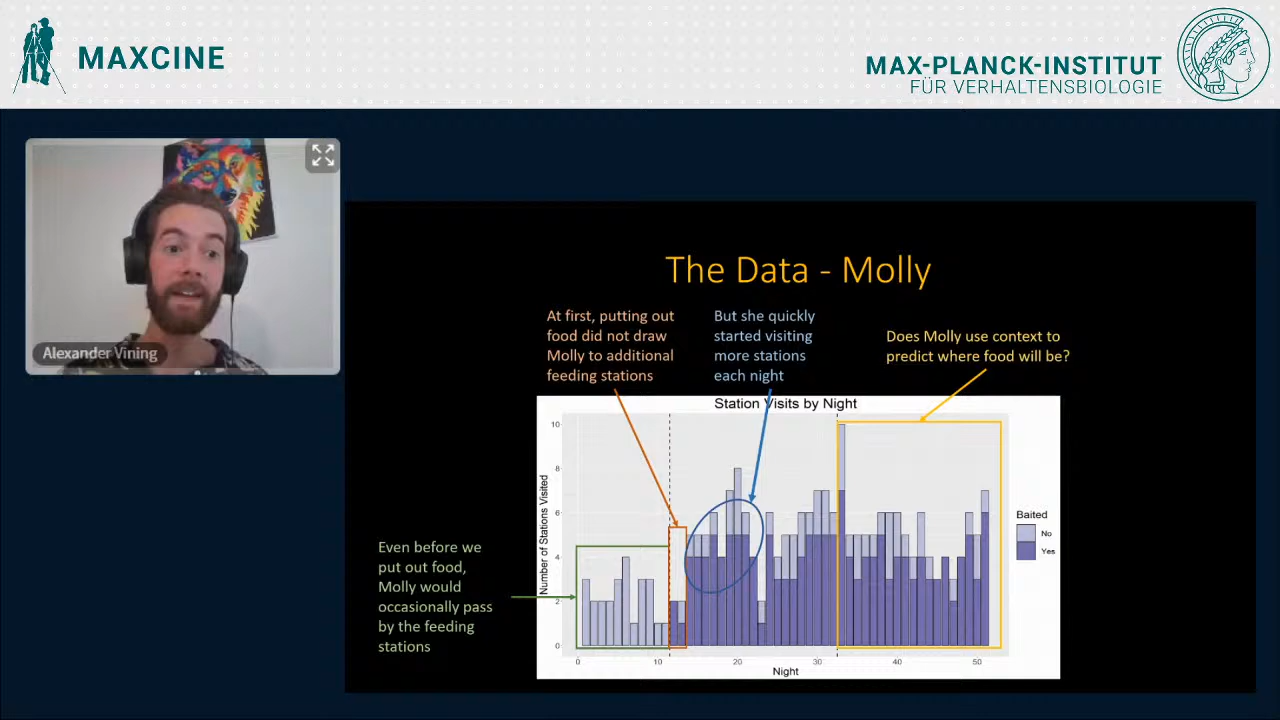 MAXCINE
MAX-PLANCK-INSTITUT
FÜR VERHALTENSBIOLOGIE
Alexander Vining
The Data - Molly
At first, putting out
food did not draw
Molly to additional
feeding stations
But she quickly
started visiting
more stations
each night
Does Molly use context to
predict where food will be?
Even before we
put out food,
Molly would
occasionally pass
by the feeding
stations
Station Visits by Night
Number of Stations Visited
10
8
6
4
2
0
0 10 20 30 40 50
Night
Baited
No
Yes